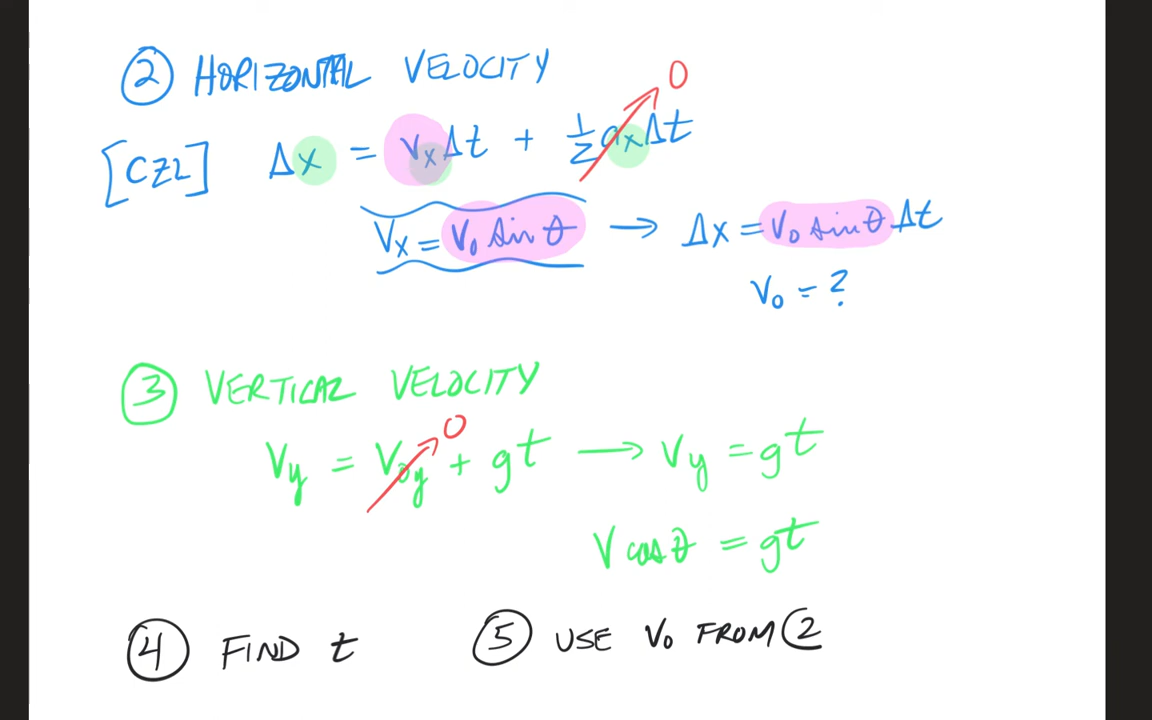 ② HORIZONTAL VELOCITY
[CZL] Δx = vₓΔt + ½aₓΔt → 0
Vₓ = V₀ sin θ → Δx = V₀ sin θ Δt
V₀ = ?
③ VERTICAL VELOCITY
Vy = V₀y → 0 + gt → Vy = gt
V cos θ = gt
④ FIND t
⑤ USE V₀ FROM ②